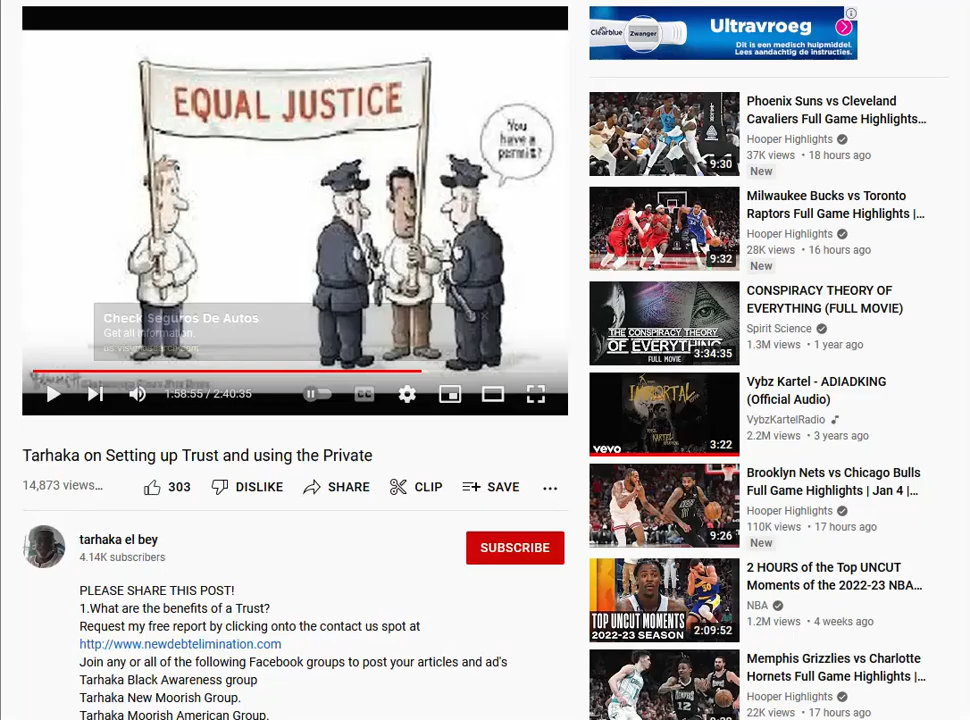 EQUAL JUSTICE
You
have a
permit?
Check Seguros De Autos
Get all information.
1:58:55 / 2:40:35
CC
Tarhaka on Setting up Trust and using the Private
14,873 views...
303
DISLIKE
SHARE
CLIP
SAVE
tarhaka el bey
4.14K subscribers
SUBSCRIBE
PLEASE SHARE THIS POST!
1.What are the benefits of a Trust?
Request my free report by clicking onto the contact us spot at
http://www.newdebtelimination.com
Join any or all of the following Facebook groups to post your articles and ad's
Tarhaka Black Awareness group
Tarhaka New Moorish Group.
Tarhaka Moorish American Group.
Clearblue
Zwanger
Ultravroeg
Dit is een medisch hulpmiddel.
Lees aandachtig de instructies.
9:30
Phoenix Suns vs Cleveland
Cavaliers Full Game Highlights...
Hooper Highlights
37K views • 18 hours ago
New
9:32
Milwaukee Bucks vs Toronto
Raptors Full Game Highlights |...
Hooper Highlights
28K views • 16 hours ago
New
THE CONSPIRACY THEORY
OF EVERYTHING
FULL MOVIE
3:34:35
CONSPIRACY THEORY OF
EVERYTHING (FULL MOVIE)
Spirit Science
1.3M views • 1 year ago
IMMORTAL
VYBZ
KARTEL
vevo
3:22
Vybz Kartel - ADIADKING
(Official Audio)
VybzKartelRadio
2.2M views • 3 years ago
9:26
Brooklyn Nets vs Chicago Bulls
Full Game Highlights | Jan 4 |...
Hooper Highlights
110K views • 17 hours ago
New
TOP UNCUT MOMENTS
2022-23 SEASON
2:09:52
2 HOURS of the Top UNCUT
Moments of the 2022-23 NBA...
NBA
1.2M views • 4 weeks ago
MEMPHIS
12
Memphis Grizzlies vs Charlotte
Hornets Full Game Highlights |...
Hooper Highlights
22K views • 17 hours ago